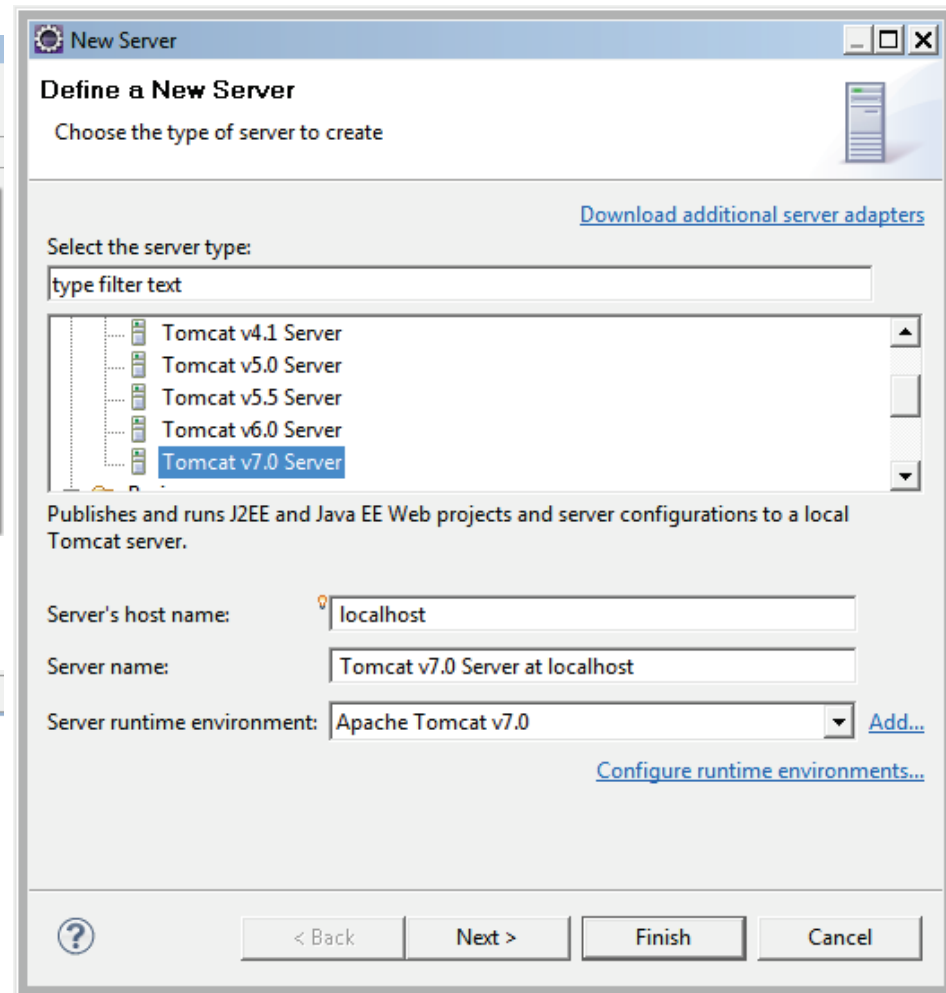 New Server
Define a New Server
Choose the type of server to create
Download additional server adapters
Select the server type:
type filter text
Tomcat v4.1 Server
Tomcat v5.0 Server
Tomcat v5.5 Server
Tomcat v6.0 Server
Tomcat v7.0 Server
Publishes and runs J2EE and Java EE Web projects and server configurations to a local
Tomcat server.
Server's host name: localhost
Server name: Tomcat v7.0 Server at localhost
Server runtime environment: Apache Tomcat v7.0 Add...
Configure runtime environments...
? < Back Next > Finish Cancel